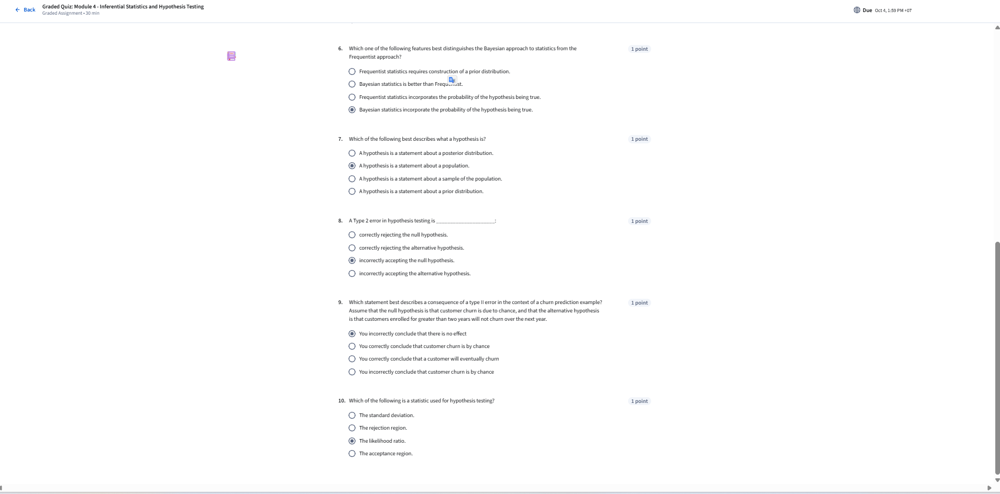 Back
Graded Quiz: Module 4 - Inferential Statistics and Hypothesis Testing
Graded Assignment • 30 min
Due Oct 4, 1:59 PM +07
6. Which one of the following features best distinguishes the Bayesian approach to statistics from the
Frequentist approach?
1 point
Frequentist statistics requires construction of a prior distribution.
Bayesian statistics is better than Frequentist.
Frequentist statistics incorporates the probability of the hypothesis being true.
Bayesian statistics incorporate the probability of the hypothesis being true.
7. Which of the following best describes what a hypothesis is?
1 point
A hypothesis is a statement about a posterior distribution.
A hypothesis is a statement about a population.
A hypothesis is a statement about a sample of the population.
A hypothesis is a statement about a prior distribution.
8. A Type 2 error in hypothesis testing is _____________________:
1 point
correctly rejecting the null hypothesis.
correctly rejecting the alternative hypothesis.
incorrectly accepting the null hypothesis.
incorrectly accepting the alternative hypothesis.
9. Which statement best describes a consequence of a type II error in the context of a churn prediction example?
Assume that the null hypothesis is that customer churn is due to chance, and that the alternative hypothesis
is that customers enrolled for greater than two years will not churn over the next year.
1 point
You incorrectly conclude that there is no effect
You correctly conclude that customer churn is by chance
You correctly conclude that a customer will eventually churn
You incorrectly conclude that customer churn is by chance
10. Which of the following is a statistic used for hypothesis testing?
1 point
The standard deviation.
The rejection region.
The likelihood ratio.
The acceptance region.